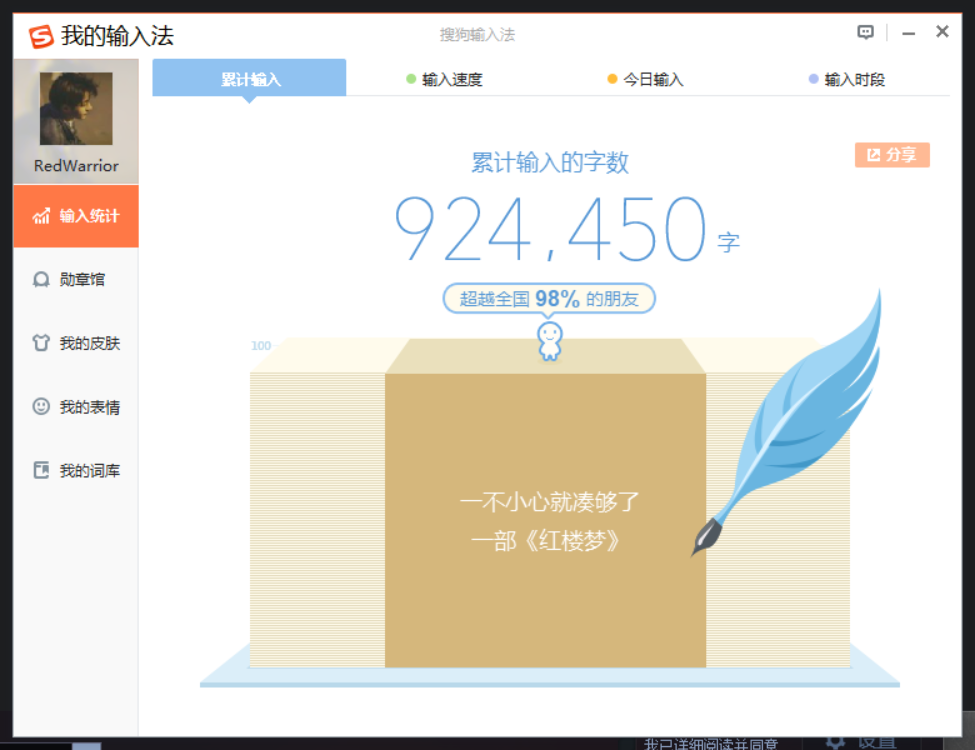 我的输入法
搜狗输入法
RedWarrior
输入统计
勋章馆
我的皮肤
我的表情
我的词库
累计输入
输入速度
今日输入
输入时段
分享
累计输入的字数
924,450 字
超越全国 98% 的朋友
100
一不小心就凑够了
一部《红楼梦》
我已详细阅读并同意
设置